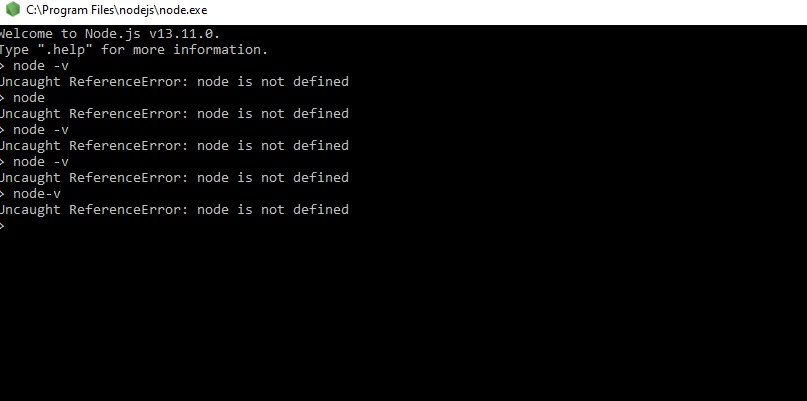 C:\Program Files\nodejs\node.exe
Welcome to Node.js v13.11.0.
Type ".help" for more information.
> node -v
Uncaught ReferenceError: node is not defined
> node
Uncaught ReferenceError: node is not defined
> node -v
Uncaught ReferenceError: node is not defined
> node -v
Uncaught ReferenceError: node is not defined
> node-v
Uncaught ReferenceError: node is not defined
>